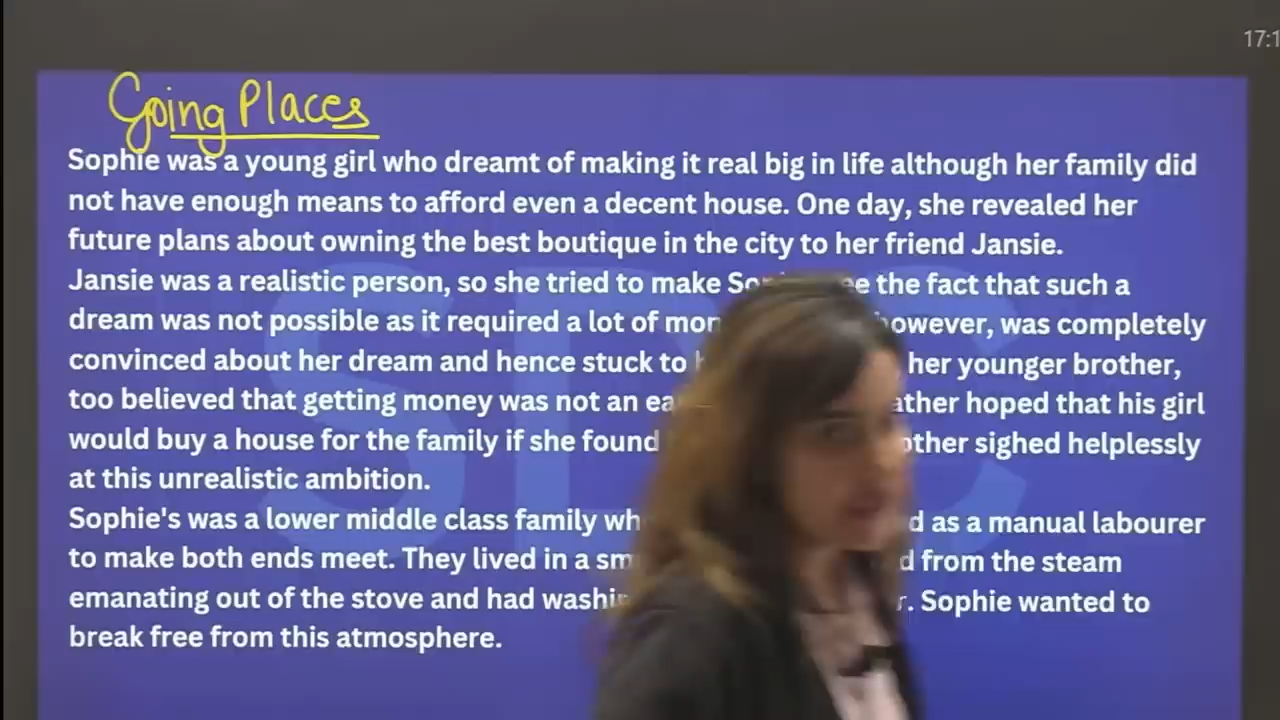 17:1
Going Places
Sophie was a young girl who dreamt of making it real big in life although her family did
not have enough means to afford even a decent house. One day, she revealed her
future plans about owning the best boutique in the city to her friend Jansie.
Jansie was a realistic person, so she tried to make the fact that such a
dream was not possible as it required a lot of however, was completely
convinced about her dream and hence stuck to her younger brother,
too believed that getting money was not an hoped that his girl
would buy a house for the family if she found sighed helplessly
at this unrealistic ambition.
Sophie's was a lower middle class family as a manual labourer
to make both ends meet. They lived in a from the steam
emanating out of the stove and had Sophie wanted to
break free from this atmosphere.
SDC